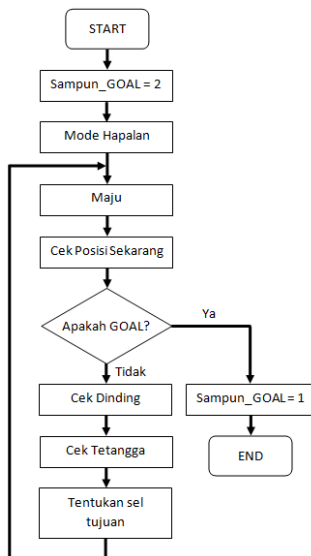 START
Sampun_GOAL = 2
Mode Hapalan
Maju
Cek Posisi Sekarang
Apakah GOAL?
Ya
Tidak
Cek Dinding
Sampun_GOAL= 1
Cek Tetangga
END
Tentukan sel
tujuan